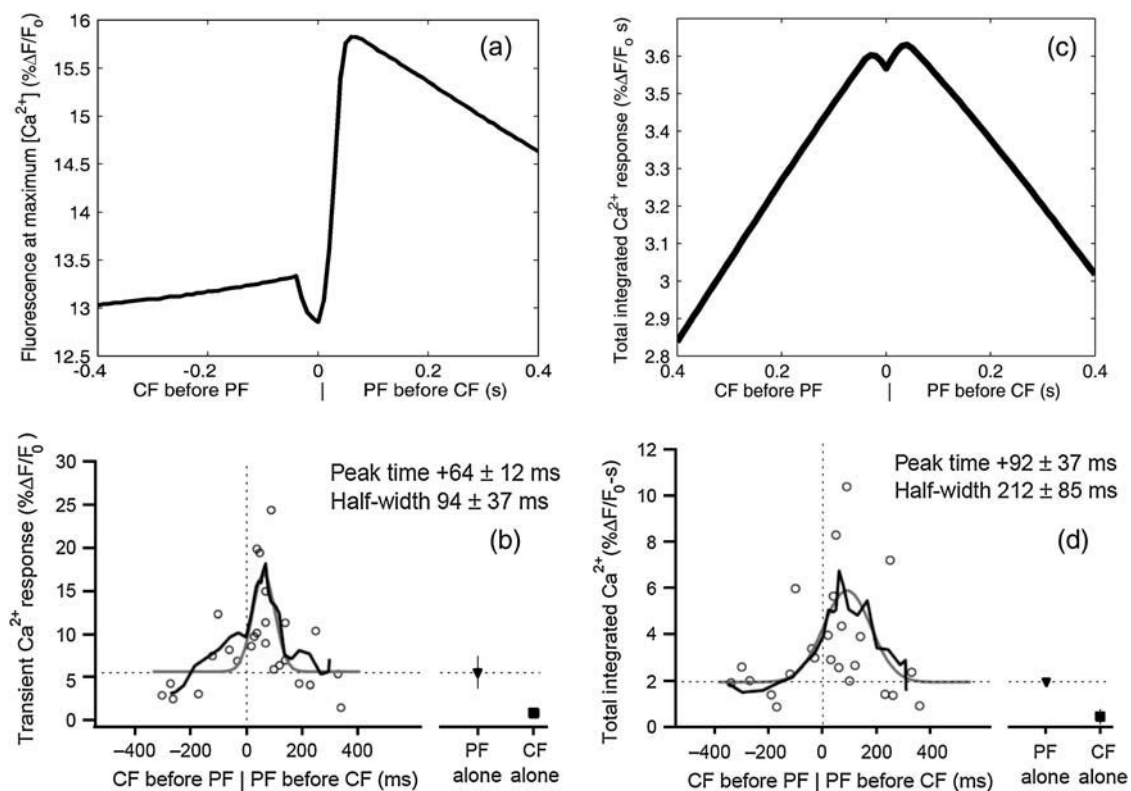 (a)
Fluorescence at maximum [Ca2+] (%ΔF/F0)
16
15.5
15
14.5
14
13.5
13
12.5
-0.4
-0.2
0
0.2
0.4
CF before PF | PF before CF (s)
(c)
Total integrated Ca2+ response (%ΔF/Fo s)
3.6
3.5
3.4
3.3
3.2
3.1
3
2.9
2.8
0.4
0.2
0
0.2
0.4
CF before PF | PF before CF (s)
Transient Ca2+ response (%ΔF/F0)
30
25
20
15
10
5
0
Peak time +64 ± 12 ms
Half-width 94 ± 37 ms
(b)
−400
−200
0
200
400
PF alone
CF alone
CF before PF | PF before CF (ms)
Total integrated Ca2+ (%ΔF/F0-s)
12
10
8
6
4
2
0
Peak time +92 ± 37 ms
Half-width 212 ± 85 ms
(d)
−400
−200
0
200
400
PF alone
CF alone
CF before PF | PF before CF (ms)